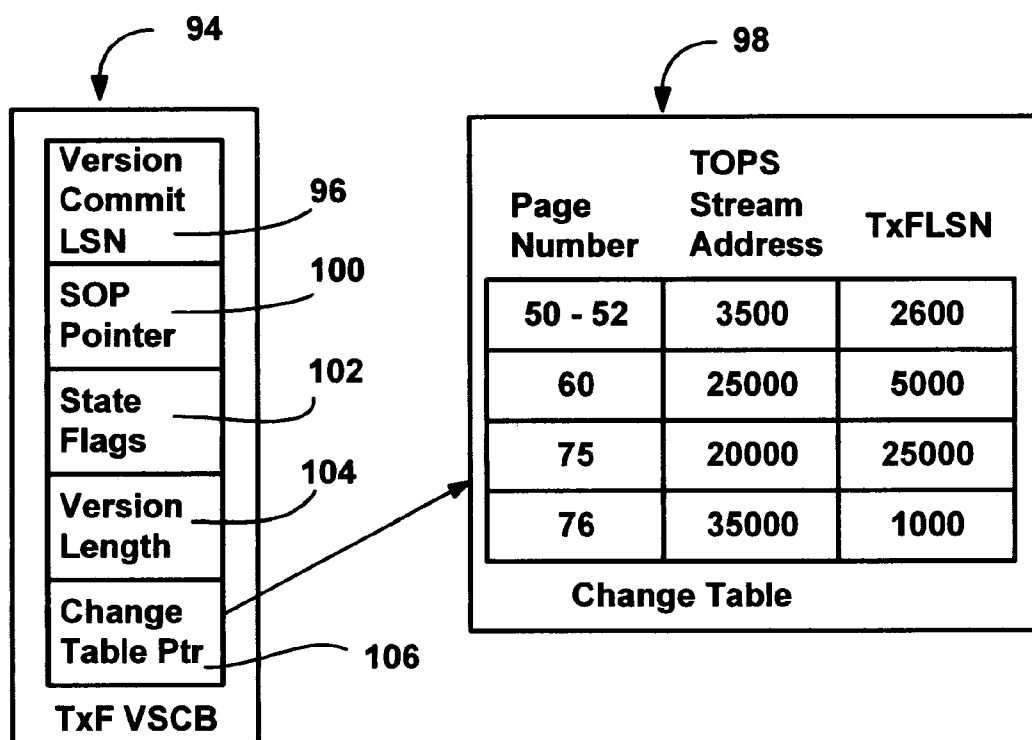 94
Version
Commit
LSN
96
SOP
Pointer
100
State
Flags
102
Version
Length
104
Change
Table Ptr
106
TxF VSCB
98
Page
Number
TOPS
Stream
Address
TxFLSN
50 - 52 3500 2600
60 25000 5000
75 20000 25000
76 35000 1000
Change Table